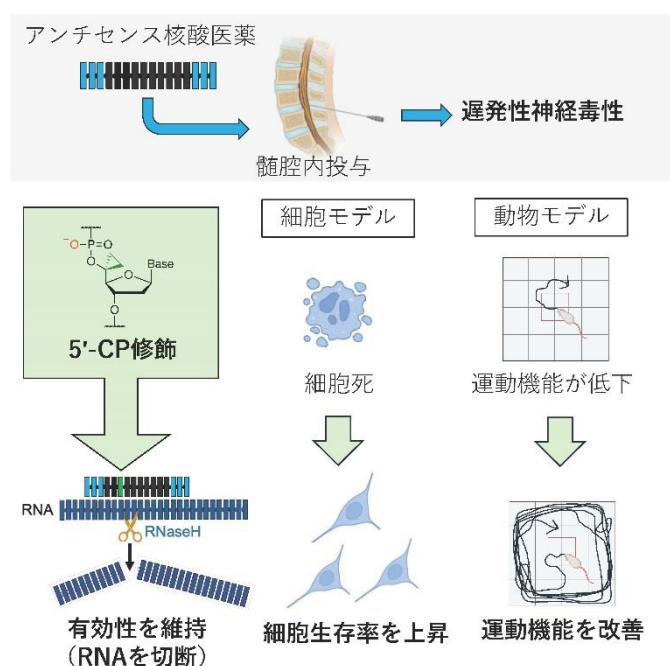 アンチセンス核酸医薬
髄腔内投与
遅発性神経毒性
⁻O-P=O
O
Base
O
O
5'-CP修飾
細胞モデル
動物モデル
細胞死
運動機能が低下
RNA
RNaseH
有効性を維持
(RNAを切断)
細胞生存率を上昇
運動機能を改善